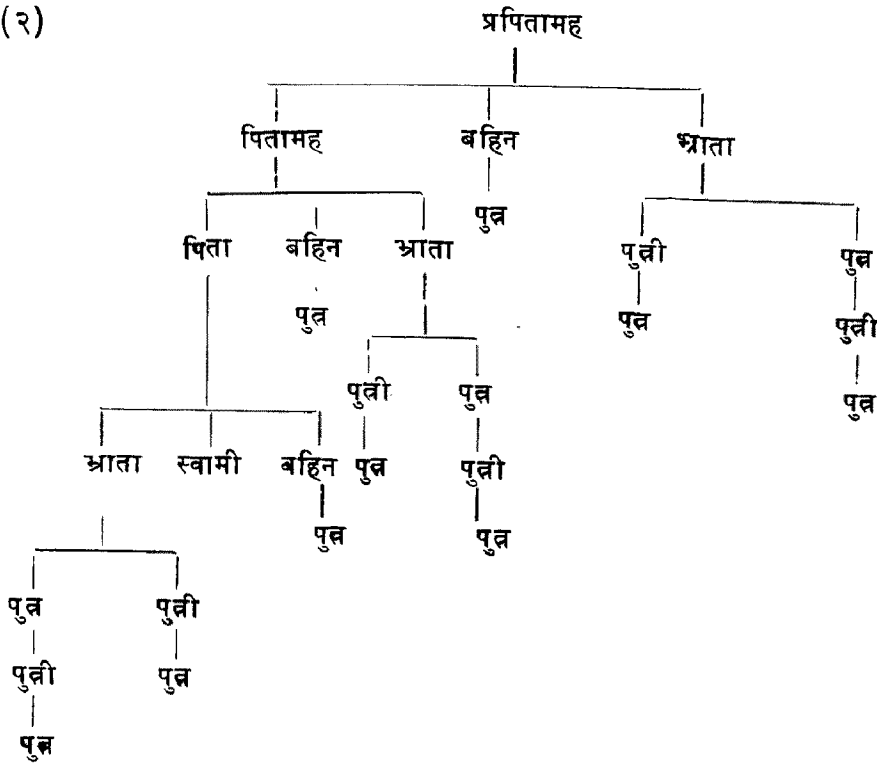 (२) प्रपितामह
पितामह बहिन भ्राता
पुत्र
पिता बहिन भ्राता पुत्री पुत्र
पुत्र पुत्र पुत्री
पुत्री पुत्र पुत्र
भ्राता स्वामी बहिन पुत्र पुत्री
पुत्र पुत्र
पुत्र पुत्री
पुत्री पुत्र
पुत्र